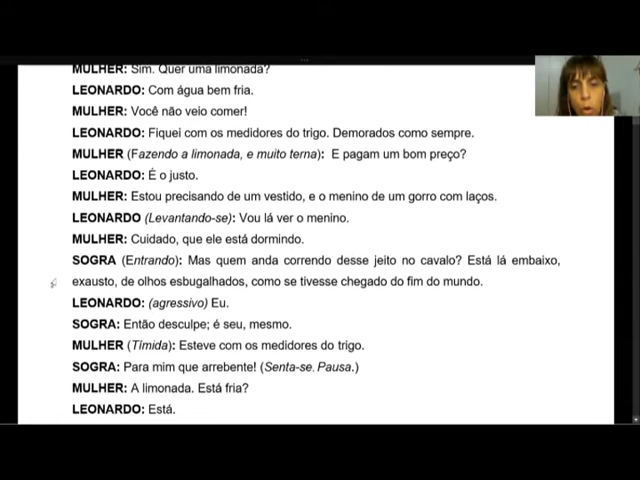 MULHER: Sim. Quer uma limonada?
LEONARDO: Com água bem fria.
MULHER: Você não veio comer!
LEONARDO: Fiquei com os medidores do trigo. Demorados como sempre.
MULHER (Fazendo a limonada, e muito terna): E pagam um bom preço?
LEONARDO: É o justo.
MULHER: Estou precisando de um vestido, e o menino de um gorro com laços.
LEONARDO (Levantando-se): Vou lá ver o menino.
MULHER: Cuidado, que ele está dormindo.
SOGRA (Entrando): Mas quem anda correndo desse jeito no cavalo? Está lá embaixo,
exausto, de olhos esbugalhados, como se tivesse chegado do fim do mundo.
LEONARDO: (agressivo) Eu.
SOGRA: Então desculpe; é seu, mesmo.
MULHER (Tímida): Esteve com os medidores do trigo.
SOGRA: Para mim que arrebente! (Senta-se. Pausa.)
MULHER: A limonada. Está fria?
LEONARDO: Está.